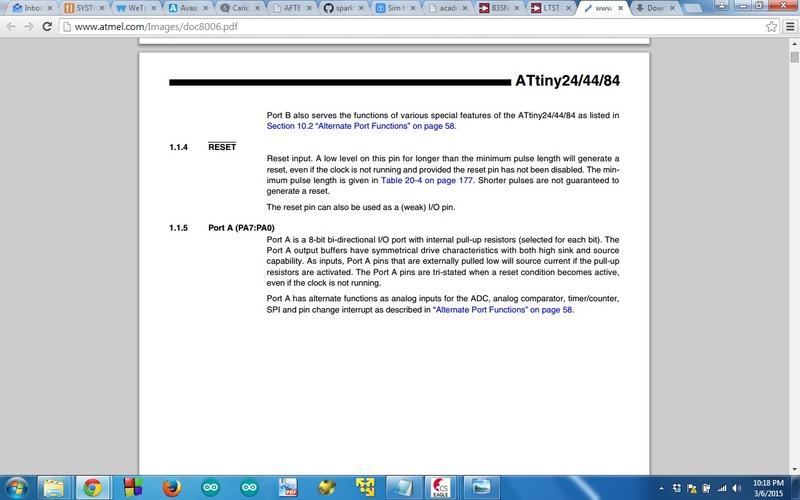 Inbox
SYST
WeTa
Avaa
Caric
AFTE
spark
Sim t
acade
B3SN
LTST
www
Down
www.atmel.com/Images/doc8006.pdf
ATtiny24/44/84
Port B also serves the functions of various special features of the ATtiny24/44/84 as listed in
Section 10.2 “Alternate Port Functions” on page 58.
1.1.4 RESET
Reset input. A low level on this pin for longer than the minimum pulse length will generate a
reset, even if the clock is not running and provided the reset pin has not been disabled. The min-
imum pulse length is given in Table 20-4 on page 177. Shorter pulses are not guaranteed to
generate a reset.
The reset pin can also be used as a (weak) I/O pin.
1.1.5 Port A (PA7:PA0)
Port A is a 8-bit bi-directional I/O port with internal pull-up resistors (selected for each bit). The
Port A output buffers have symmetrical drive characteristics with both high sink and source
capability. As inputs, Port A pins that are externally pulled low will source current if the pull-up
resistors are activated. The Port A pins are tri-stated when a reset condition becomes active,
even if the clock is not running.
Port A has alternate functions as analog inputs for the ADC, analog comparator, timer/counter,
SPI and pin change interrupt as described in “Alternate Port Functions” on page 58.
CS
EAGLE
10:18 PM
3/6/2015